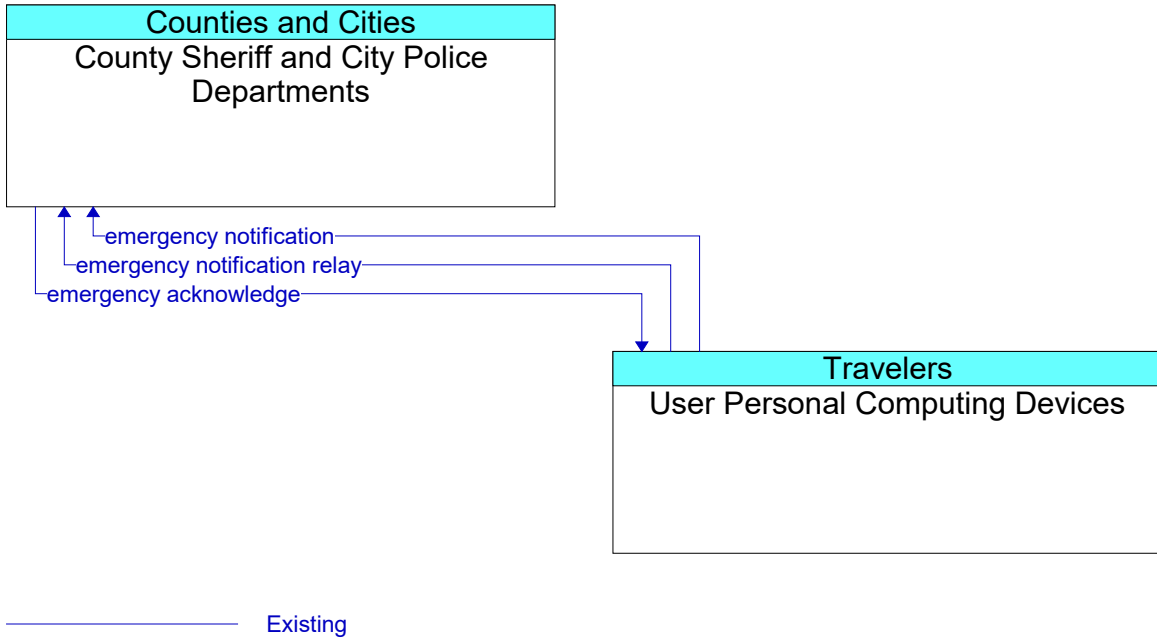 Counties and Cities
County Sheriff and City Police
Departments
emergency notification
emergency notification relay
emergency acknowledge
Travelers
User Personal Computing Devices
Existing